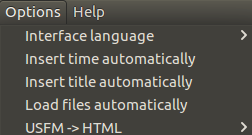 Options Help
Interface language
Insert time automatically
Insert title automatically
Load files automatically
USFM -> HTML